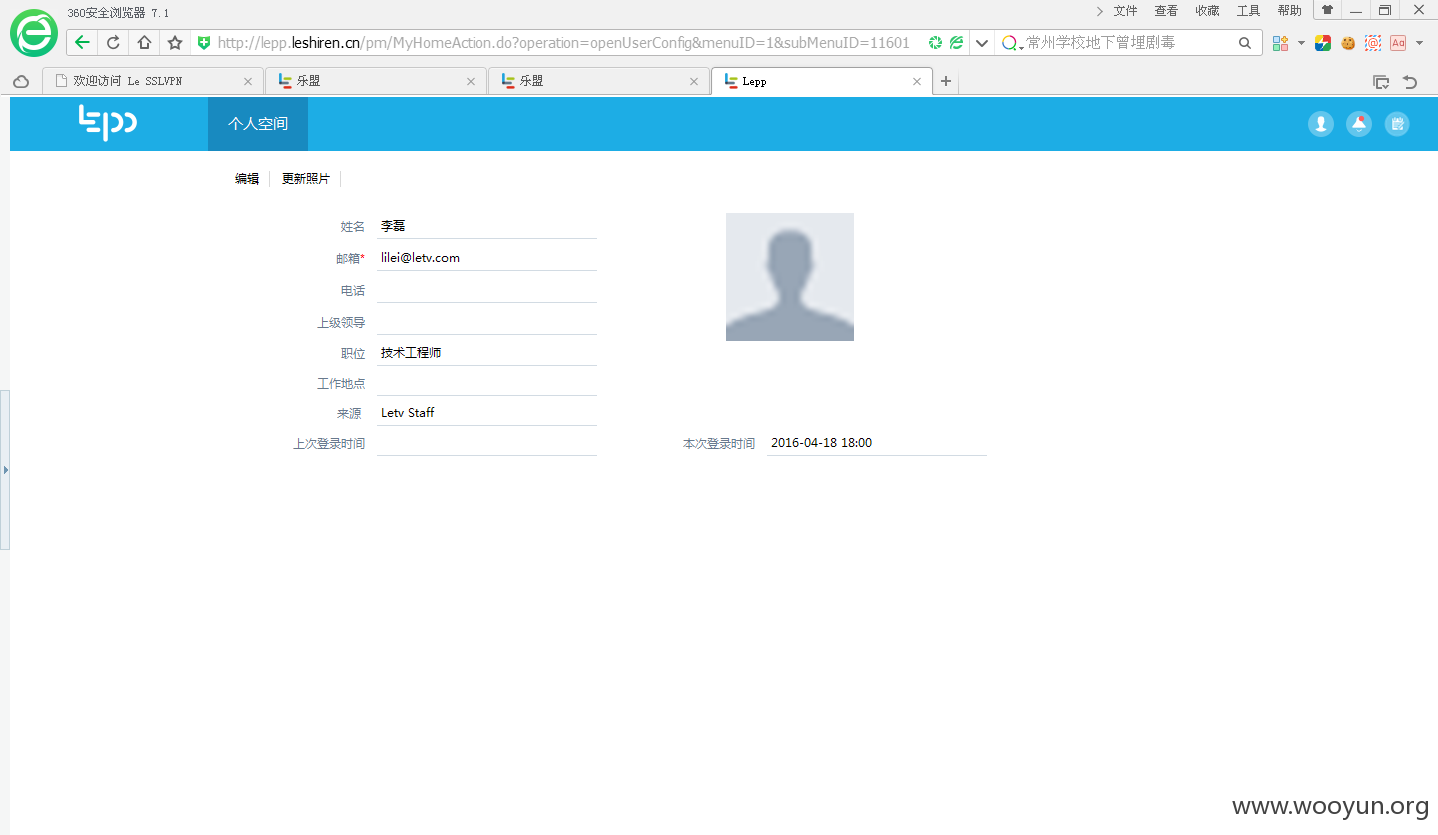 360安全浏览器 7.1
文件 查看 收藏 工具 帮助
http://lepp.leshiren.cn/pm/MyHomeAction.do?operation=openUserConfig&menuID=1&subMenuID=11601
常州学校地下曾埋剧毒
欢迎访问 Le SSLVPN
乐盟
乐盟
Lepp
lepp
个人空间
编辑 更新照片
姓名 李磊
邮箱* lilei@letv.com
电话
上级领导
职位 技术工程师
工作地点
来源 Letv Staff
上次登录时间 本次登录时间 2016-04-18 18:00
www.wooyun.org